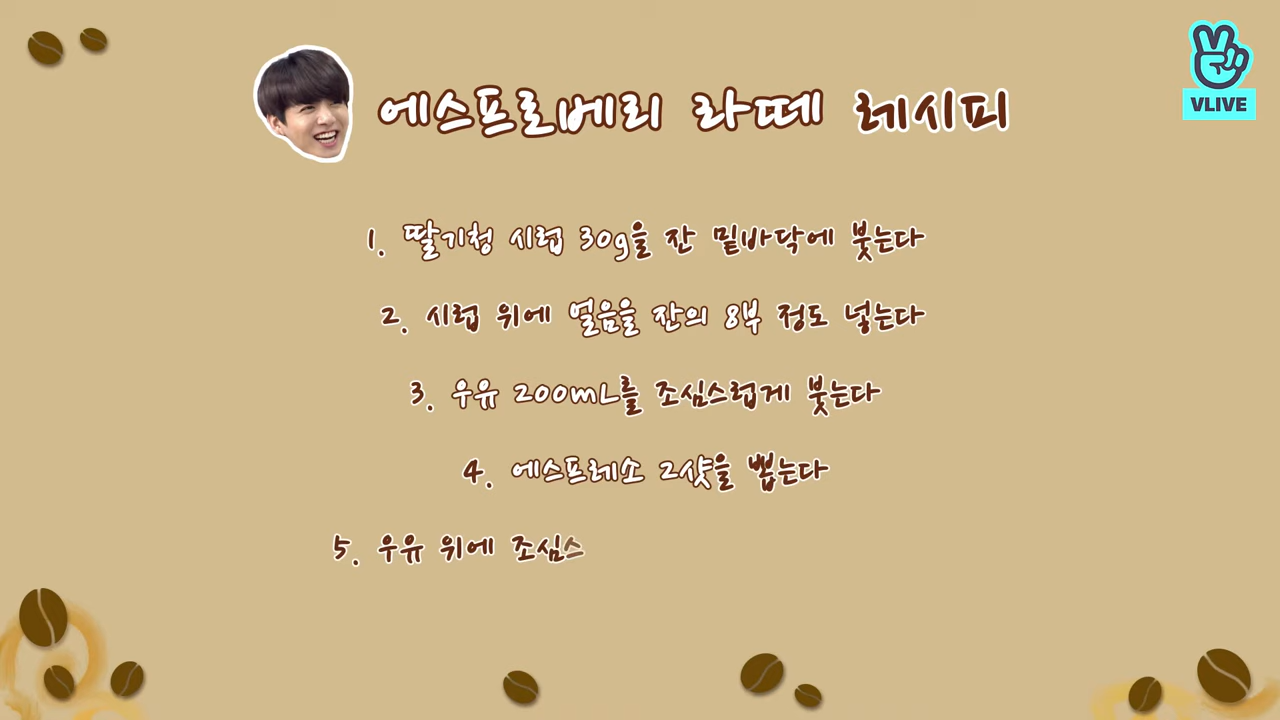 에스프로베리 라떼 레시피
VLIVE
1. 딸기청 시럽 30g을 잔 밑바닥에 붓는다
2. 시럽 위에 얼음을 잔의 8부 정도 넣는다
3. 우유 200mL를 조심스럽게 붓는다
4. 에스프레소 2샷을 뽑는다
5. 우유 위에 조심스